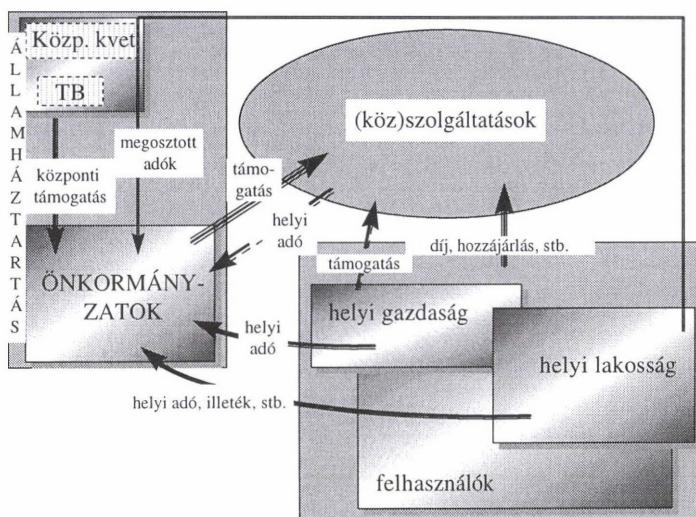 ÁLLAMHÁZTARTÁS
Közp. kvet
TB
központi
támogatás
megosztott
adók
támo-
gatás
(köz)szolgáltatások
helyi
adó
támogatás
díj, hozzájárlás, stb.
ÖNKORMÁNY-
ZATOK
helyi
adó
helyi gazdaság
helyi lakosság
helyi adó, illeték, stb.
felhasználók